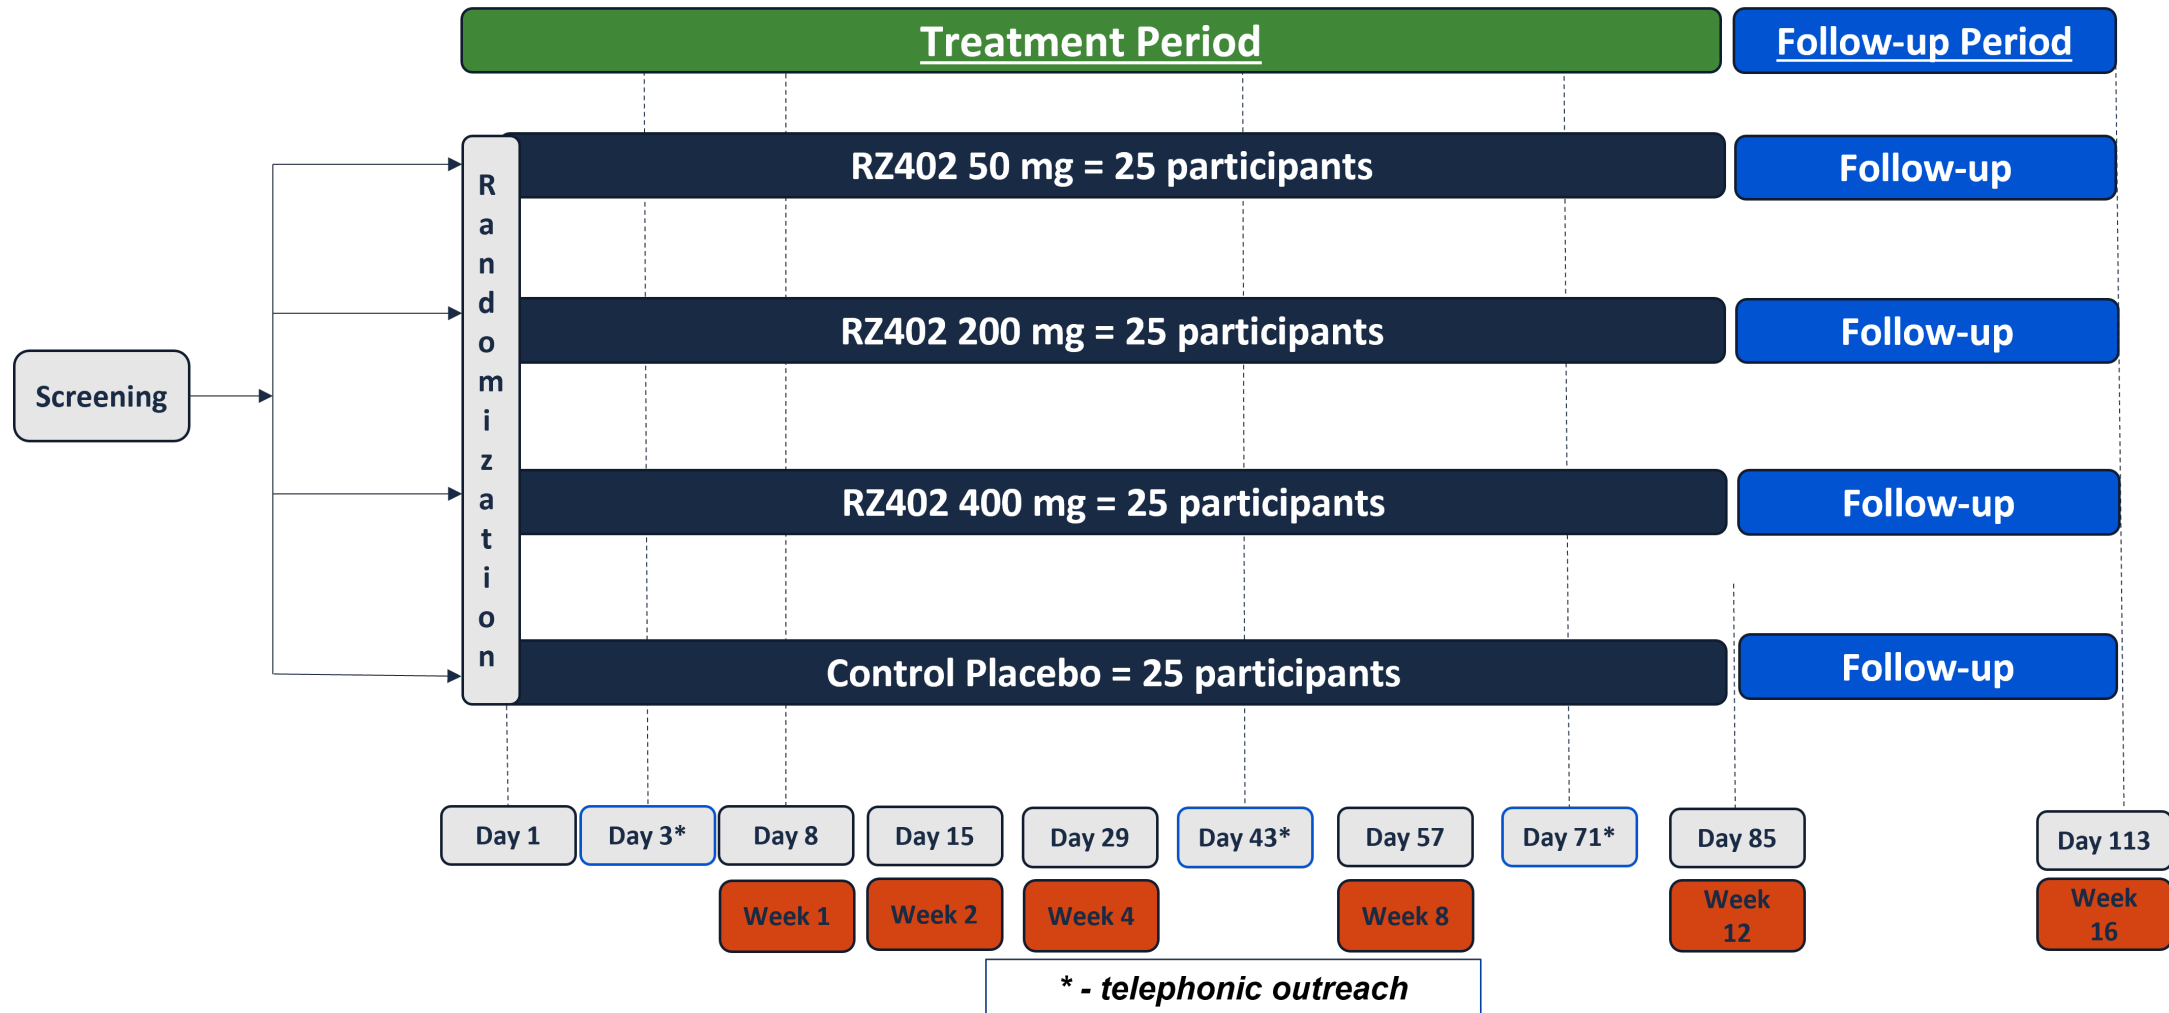 Treatment Period
Follow-up Period
RZ402 50 mg = 25 participants
Follow-up
Randomization
RZ402 200 mg = 25 participants
Follow-up
Screening
RZ402 400 mg = 25 participants
Follow-up
Control Placebo = 25 participants
Follow-up
Day 1
Day 3*
Day 8
Day 15
Day 29
Day 43*
Day 57
Day 71*
Day 85
Day 113
Week 1
Week 2
Week 4
Week 8
Week
12
Week
16
* - telephonic outreach